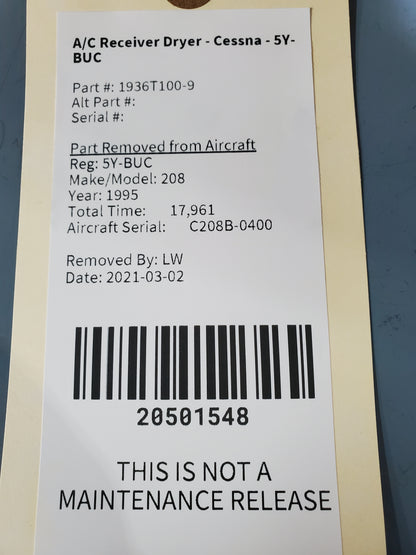 A/C Receiver Dryer - Cessna - 5Y-
BUC
Part #: 1936T100-9
Alt Part #:
Serial #:
Part Removed from Aircraft
Reg: 5Y-BUC
Make/Model: 208
Year: 1995
Total Time: 17,961
Aircraft Serial: C208B-0400
Removed By: LW
Date: 2021-03-02
20501548
THIS IS NOT A
MAINTENANCE RELEASE